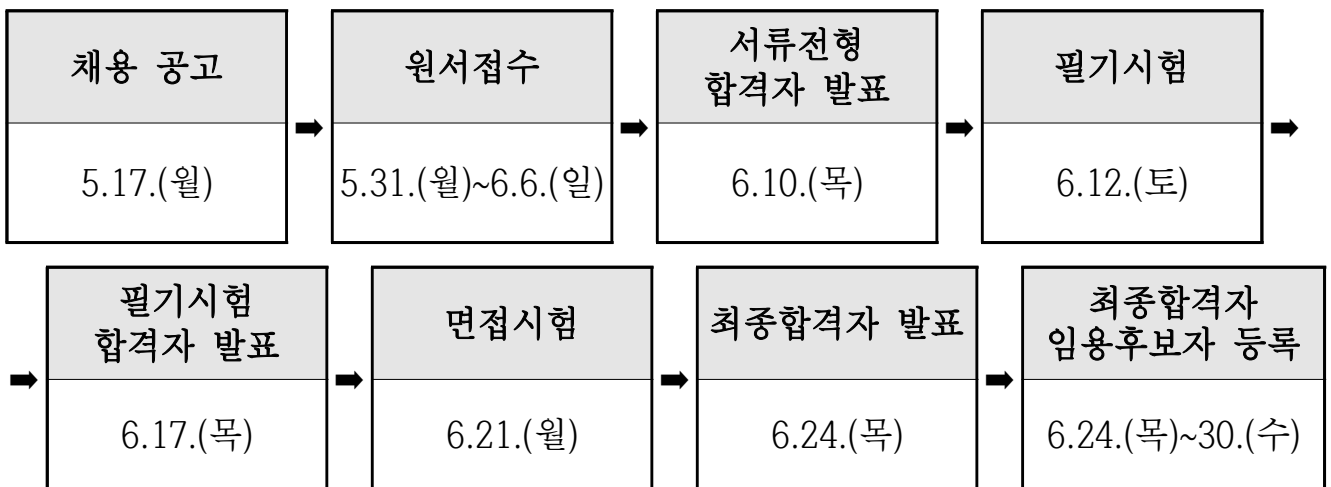 채용 공고
5.17.(월)
➡
원서접수
5.31.(월)~6.6.(일)
➡
서류전형
합격자 발표
6.10.(목)
➡
필기시험
6.12.(토)
➡
➡
필기시험
합격자 발표
6.17.(목)
➡
면접시험
6.21.(월)
➡
최종합격자 발표
6.24.(목)
➡
최종합격자
임용후보자 등록
6.24.(목)~30.(수)